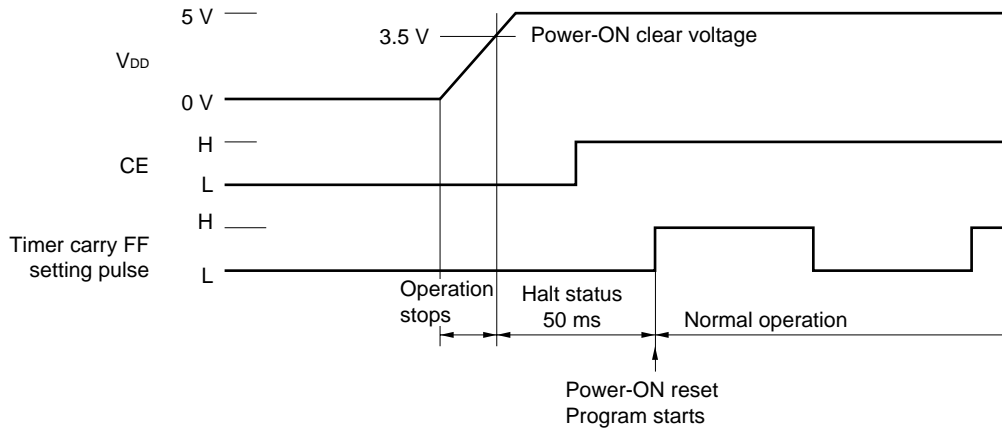 5 V
3.5 V
Power-ON clear voltage
VDD
0 V
H
CE
L
H
Timer carry FF
setting pulse
L
Operation
stops
Halt status
50 ms
Normal operation
Power-ON reset
Program starts